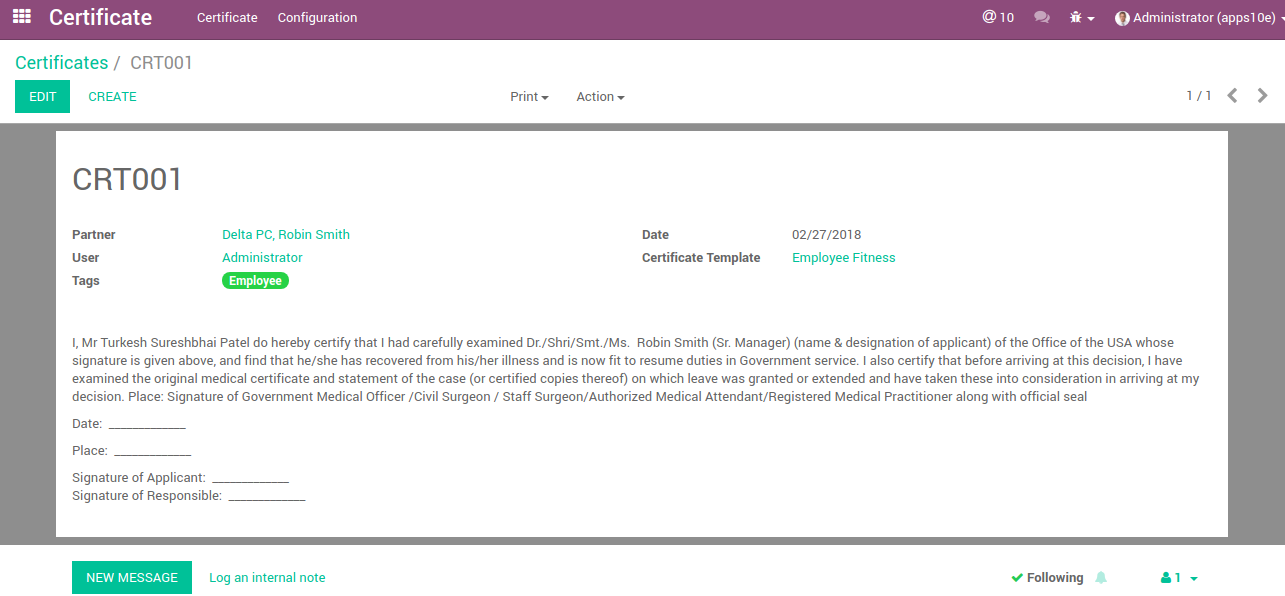 Certificate Certificate Configuration @ 10 Administrator (apps10e)
Certificates / CRT001
EDIT CREATE Print Action 1 / 1
CRT001
Partner Delta PC, Robin Smith Date 02/27/2018
User Administrator Certificate Template Employee Fitness
Tags Employee
I, Mr Turkesh Sureshbhai Patel do hereby certify that I had carefully examined Dr./Shri/Smt./Ms.  Robin Smith (Sr. Manager) (name & designation of applicant) of the Office of the USA whose
signature is given above, and find that he/she has recovered from his/her illness and is now fit to resume duties in Government service. I also certify that before arriving at this decision, I have
examined the original medical certificate and statement of the case (or certified copies thereof) on which leave was granted or extended and have taken these into consideration in arriving at my
decision. Place: Signature of Government Medical Officer /Civil Surgeon / Staff Surgeon/Authorized Medical Attendant/Registered Medical Practitioner along with official seal
Date: ____________
Place: ____________
Signature of Applicant: ____________
Signature of Responsible: ____________
NEW MESSAGE Log an internal note Following 1